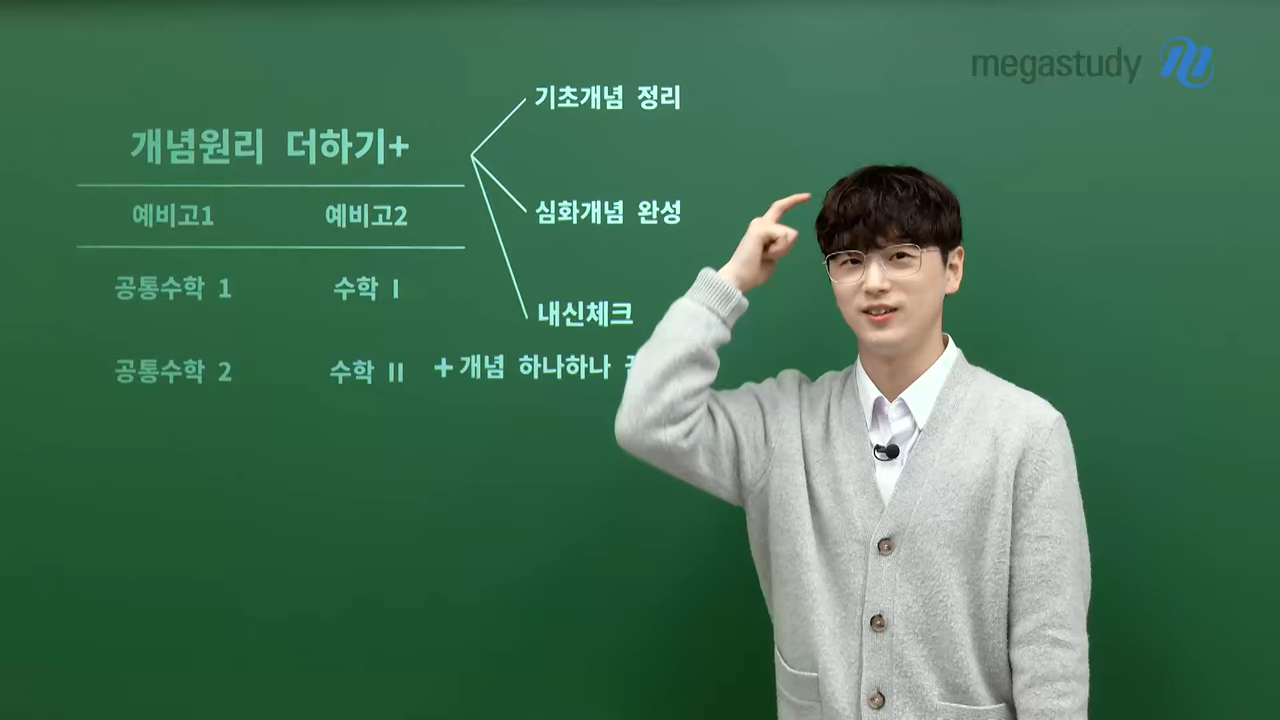 megastudy
개념원리 더하기+
예비고1 예비고2
공통수학 1 수학 I
공통수학 2 수학 II
기초개념 정리
심화개념 완성
내신체크
+개념 하나하나